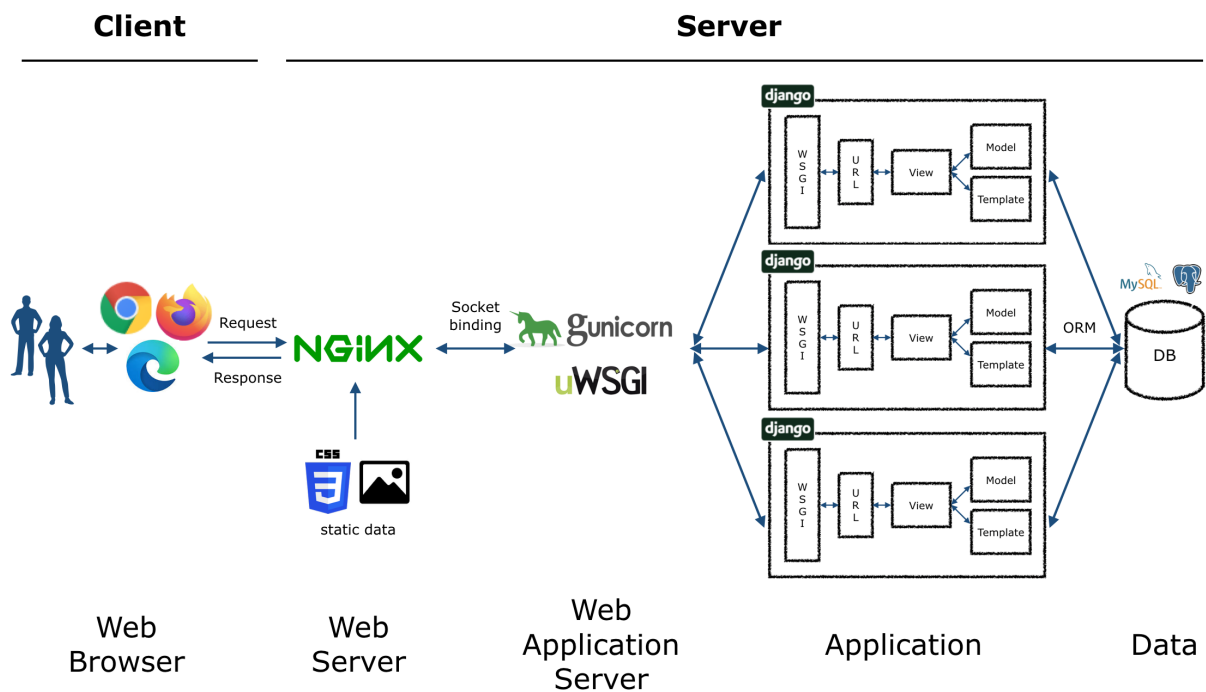 Client
Server
Request
Response
NGiNX
CSS
static data
Socket
binding
gunicorn
uWSGI
django
W
S
G
I
U
R
L
View
Model
Template
django
W
S
G
I
U
R
L
View
Model
Template
django
W
S
G
I
U
R
L
View
Model
Template
ORM
MySQL
DB
Web
Browser
Web
Server
Web
Application
Server
Application
Data